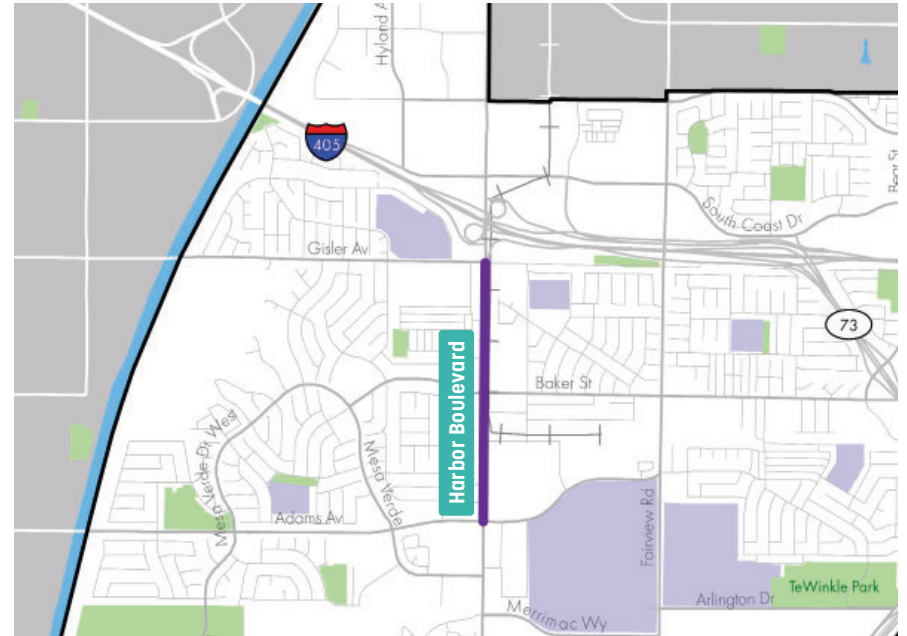 Hyland A
405
Bear St
South Coast Dr
Gisler Av
73
Harbor Boulevard
Baker St
Mesa Verde Dr West
Mesa Verde
Adams Av
Fairview Rd
TeWinkle Park
Arlington Dr
Merrimac Wy